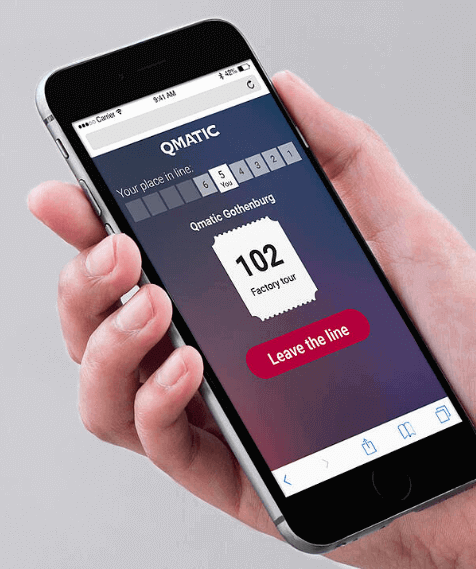 Carrier 9:41 AM 42%
QMATIC
Your place in line:
6 5 4 3 2 1
You
Qmatic Gothenburg
102
Factory tour
Leave the line